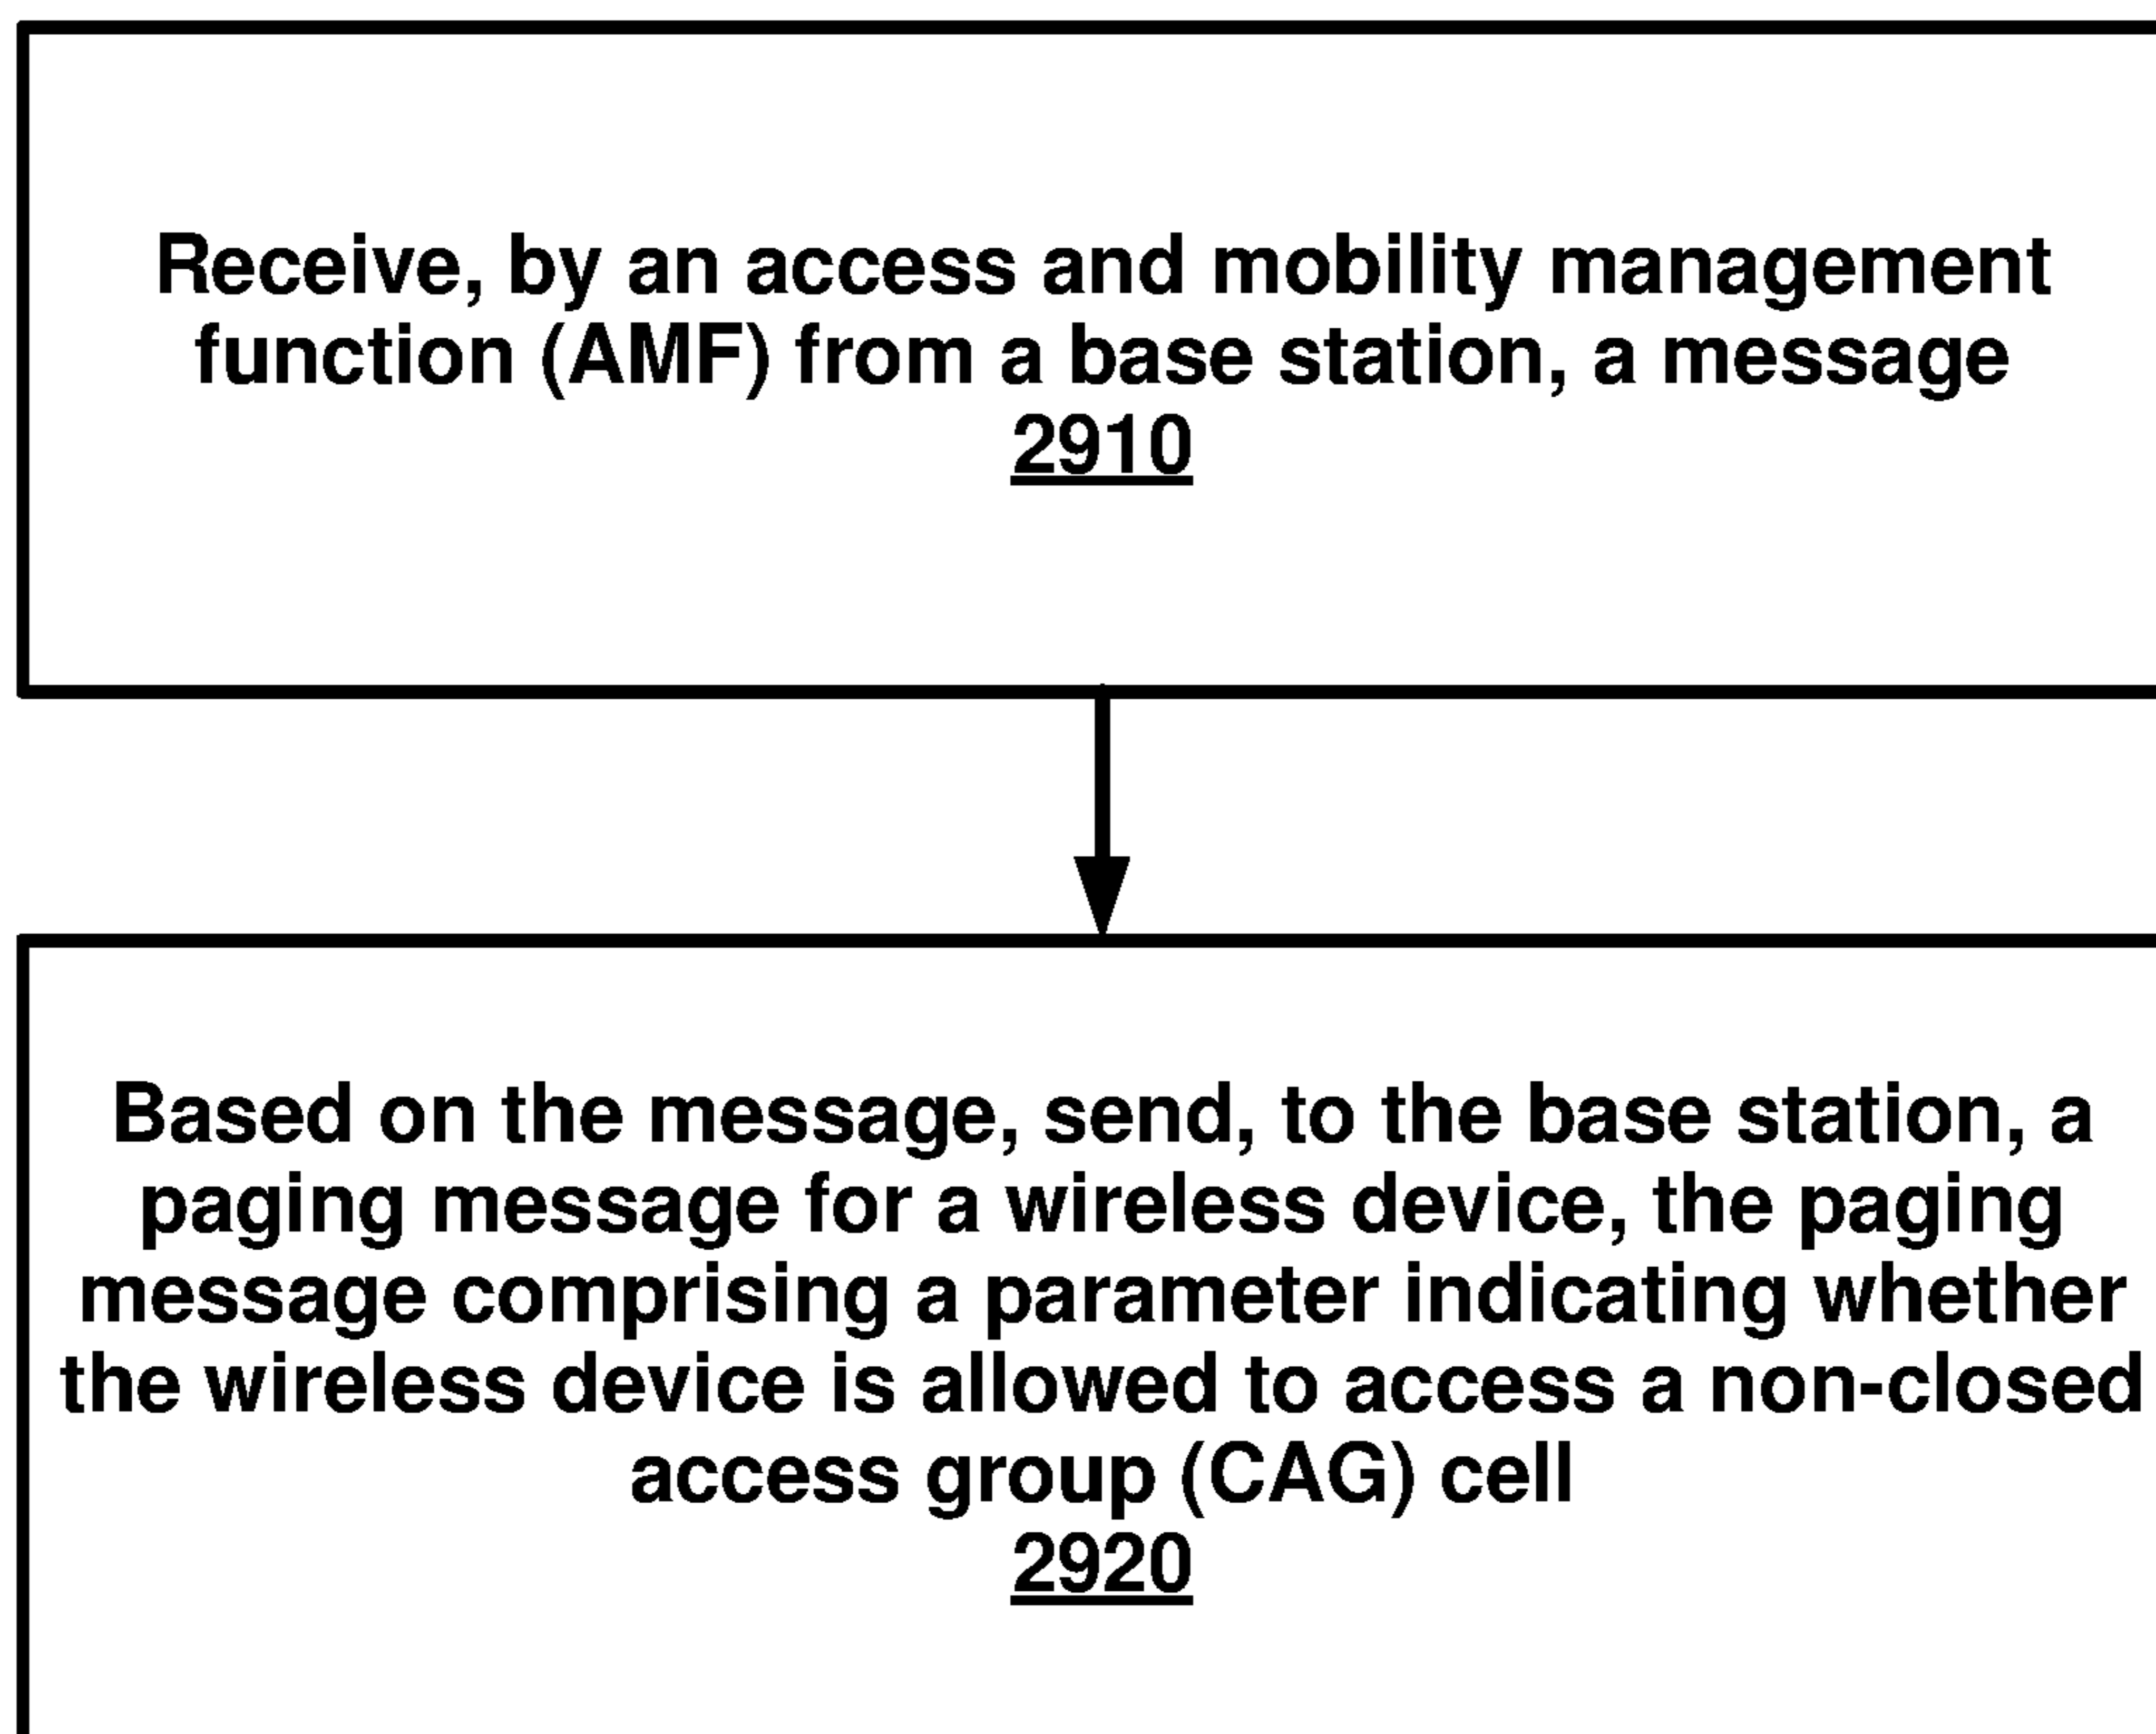 Receive, by an access and mobility management
function (AMF) from a base station, a message
2910
Based on the message, send, to the base station, a
paging message for a wireless device, the paging
message comprising a parameter indicating whether
the wireless device is allowed to access a non-closed
access group (CAG) cell
2920